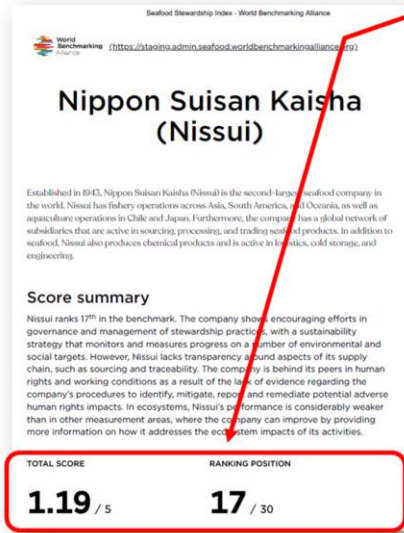 Seafood Stewardship Index - World Benchmarking Alliance
World
Benchmarking
Alliance
(https://staging.admin.seafood.worldbenchmarkingalliance.org)
Nippon Suisan Kaisha
(Nissui)
Established in 1943, Nippon Suisan Kaisha (Nissui) is the second-largest seafood company in
the world. Nissui has fishery operations across Asia, South America, and Oceania, as well as
aquaculture operations in Chile and Japan. Furthermore, the company has a global network of
subsidiaries that are active in sourcing, processing, and trading seafood products. In addition to
seafood, Nissui also produces chemical products and is active in logistics, cold storage, and
engineering.
Score summary
Nissui ranks 17th in the benchmark. The company shows encouraging efforts in
governance and management of stewardship practices, with a sustainability
strategy that monitors and measures progress on a number of environmental and
social targets. However, Nissui lacks transparency around aspects of its supply
chain, such as sourcing and traceability. The company is behind its peers in human
rights and working conditions as a result of the lack of evidence regarding the
company's procedures to identify, mitigate, report and remediate potential adverse
human rights impacts. In ecosystems, Nissui's performance is considerably weaker
than in other measurement areas, where the company can improve by providing
more information on how it addresses the ecosystem impacts of its activities.
TOTAL SCORE RANKING POSITION
1.19 / 5 17 / 30